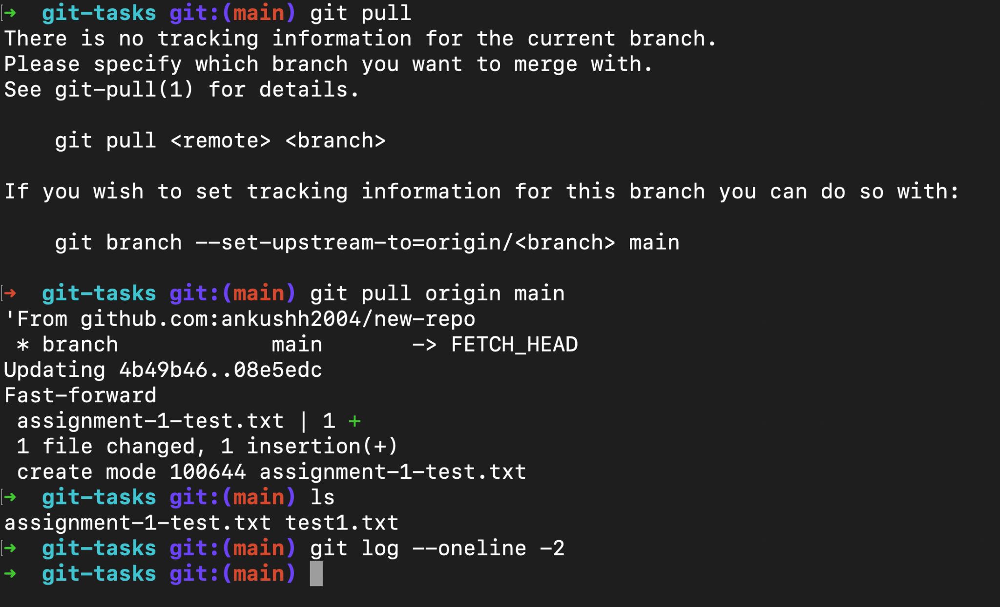 ➜  git-tasks git:(main) git pull
There is no tracking information for the current branch.
Please specify which branch you want to merge with.
See git-pull(1) for details.
    git pull <remote> <branch>
If you wish to set tracking information for this branch you can do so with:
    git branch --set-upstream-to=origin/<branch> main
➜  git-tasks git:(main) git pull origin main
'From github.com:ankushh2004/new-repo
 * branch            main       -> FETCH_HEAD
Updating 4b49b46..08e5edc
Fast-forward
 assignment-1-test.txt | 1 +
 1 file changed, 1 insertion(+)
 create mode 100644 assignment-1-test.txt
➜  git-tasks git:(main) ls
assignment-1-test.txt test1.txt
➜  git-tasks git:(main) git log --oneline -2
➜  git-tasks git:(main)